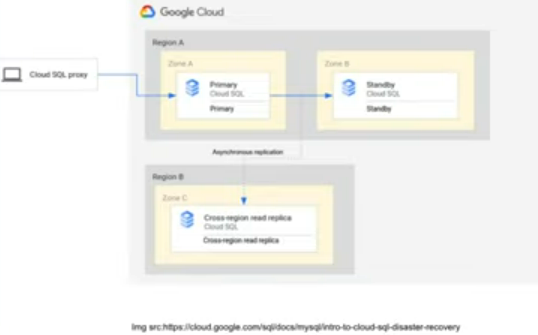 Google Cloud
Region A
Zone A
Zone B
Cloud SQL proxy
Primary
Cloud SQL
Primary
Standby
Cloud SQL
Standby
Asynchronous replication
Region B
Zone C
Cross-region read replica
Cloud SQL
Cross-region read replica
Img src:https://cloud.google.com/sql/docs/mysql/intro-to-cloud-sql-disaster-recovery